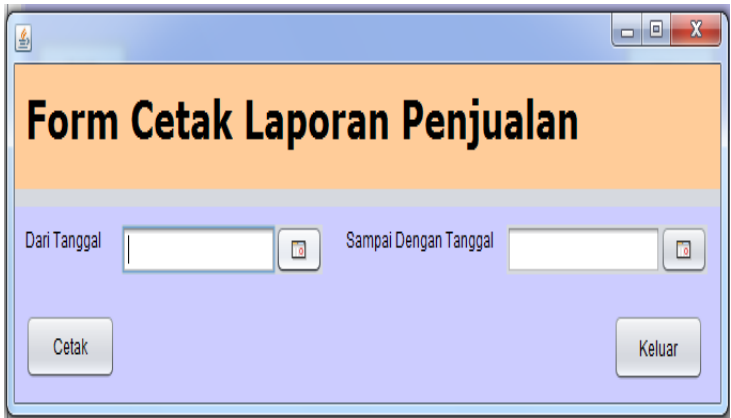 Form Cetak Laporan Penjualan
Dari Tanggal
Sampai Dengan Tanggal
Cetak
Keluar